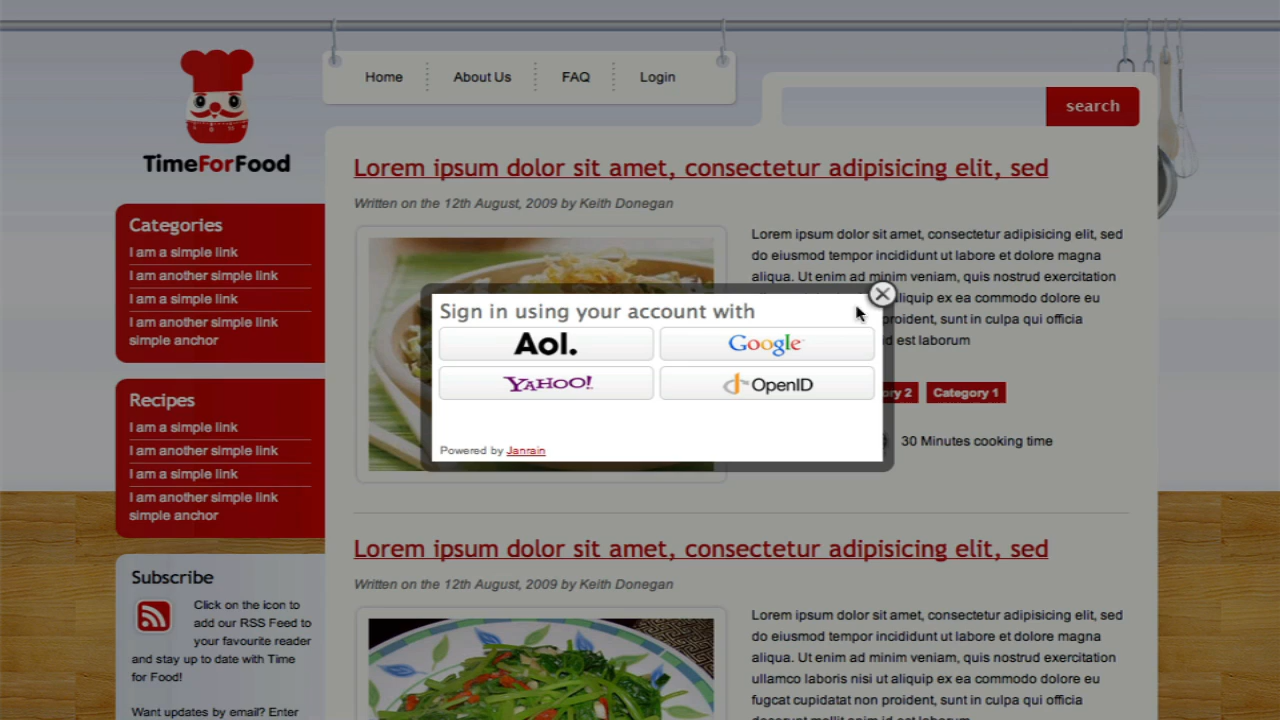 Home
About Us
FAQ
Login
search
TimeForFood
Lorem ipsum dolor sit amet, consectetur adipisicing elit, sed
Written on the 12th August, 2009 by Keith Donegan
Categories
I am a simple link
I am another simple link
I am a simple link
I am another simple link
simple anchor
Recipes
I am a simple link
I am another simple link
I am a simple link
I am another simple link
simple anchor
Subscribe
Click on the icon to
add our RSS Feed to
your favourite reader
and stay up to date with Time
for Food!
Want updates by email? Enter
Lorem ipsum dolor sit amet, consectetur adipisicing elit, sed
do eiusmod tempor incididunt ut labore et dolore magna
aliqua. Ut enim ad minim veniam, quis nostrud exercitation
aliquip ex ea commodo dolore eu
proident, sunt in culpa qui officia
est laborum
2
Category 1
30 Minutes cooking time
Sign in using your account with
Aol.
Google
YAHOO!
OpenID
Powered by Janrain
Lorem ipsum dolor sit amet, consectetur adipisicing elit, sed
Written on the 12th August, 2009 by Keith Donegan
Lorem ipsum dolor sit amet, consectetur adipisicing elit, sed
do eiusmod tempor incididunt ut labore et dolore magna
aliqua. Ut enim ad minim veniam, quis nostrud exercitation
ullamco laboris nisi ut aliquip ex ea commodo dolore eu
fugcat cupidatat non proident, sunt in culpa qui officia
deserunt mollit anim id est laborum